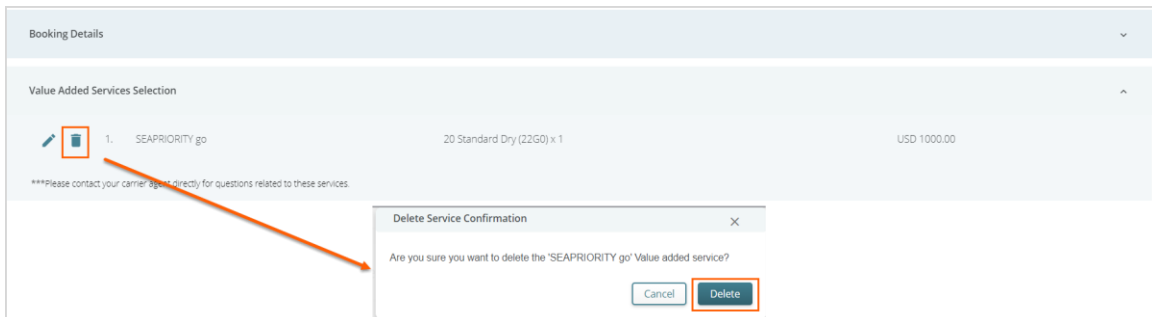 Booking Details
Value Added Services Selection
1. SEAPRIORITY go 20 Standard Dry (22G0) x 1 USD 1000.00
***Please contact your carrier agent directly for questions related to these services.
Delete Service Confirmation
Are you sure you want to delete the 'SEAPRIORITY go' Value added service?
Cancel Delete